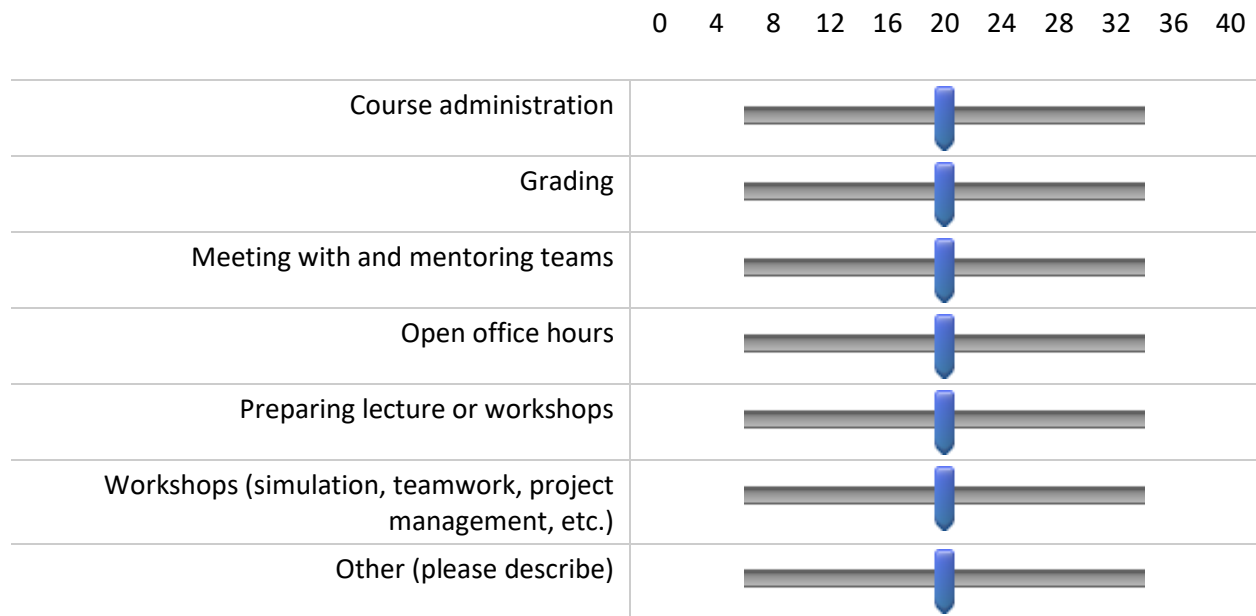 0 4 8 12 16 20 24 28 32 36 40
Course administration
Grading
Meeting with and mentoring teams
Open office hours
Preparing lecture or workshops
Workshops (simulation, teamwork, project
management, etc.)
Other (please describe)